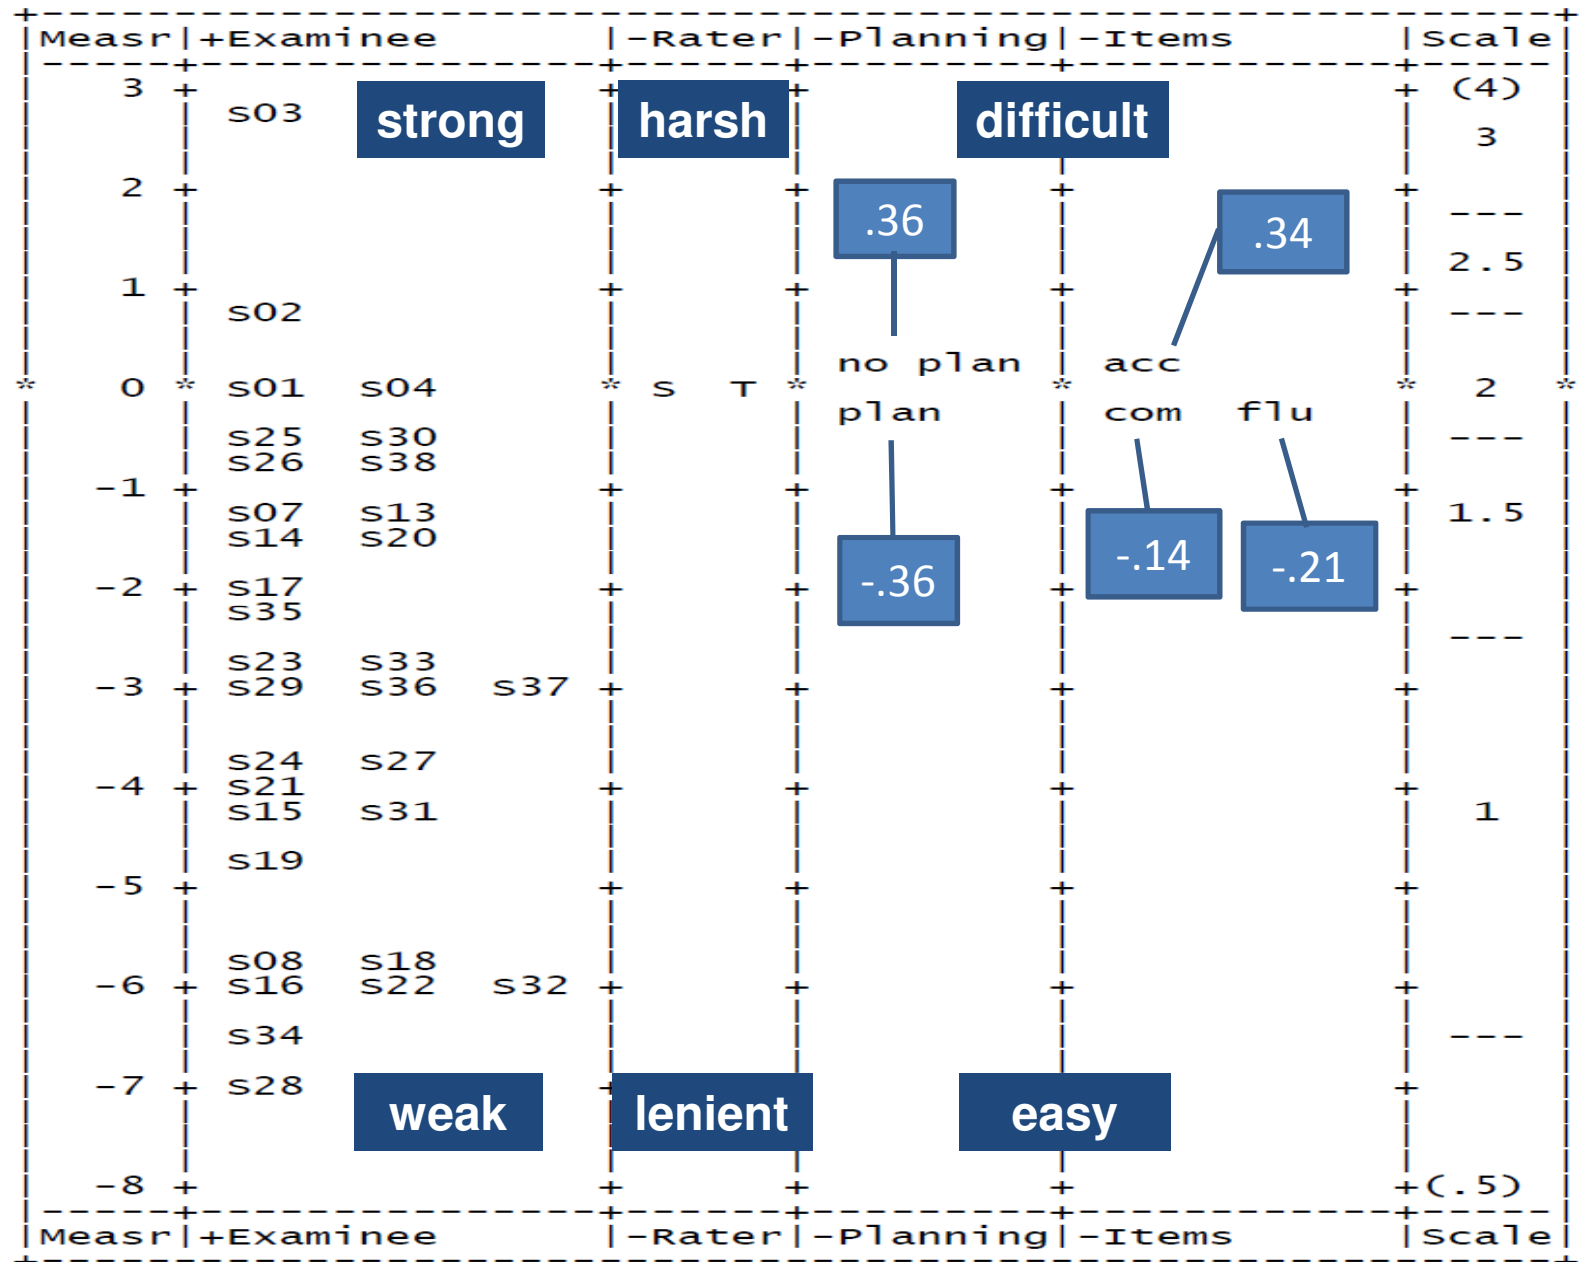 Measr|+Examinee |-Rater|-Planning|-Items |Scale
3 (4)
s03 strong harsh difficult
3
2
.36 .34
2.5
1
s02 ---
no plan acc
* 0 * s01 s04 * S T * * * 2 *
plan com flu
s25 s30 ---
s26 s38
-1
s07 s13 1.5
s14 s20
-.36 -.14 -.21
-2 s17
s35
---
s23 s33
-3 s29 s36 s37
s24 s27
-4 s21
s15 s31 1
s19
-5
s08 s18
-6 s16 s22 s32
s34 ---
-7 s28
weak lenient easy
-8 (.5)
Measr|+Examinee |-Rater|-Planning|-Items |Scale